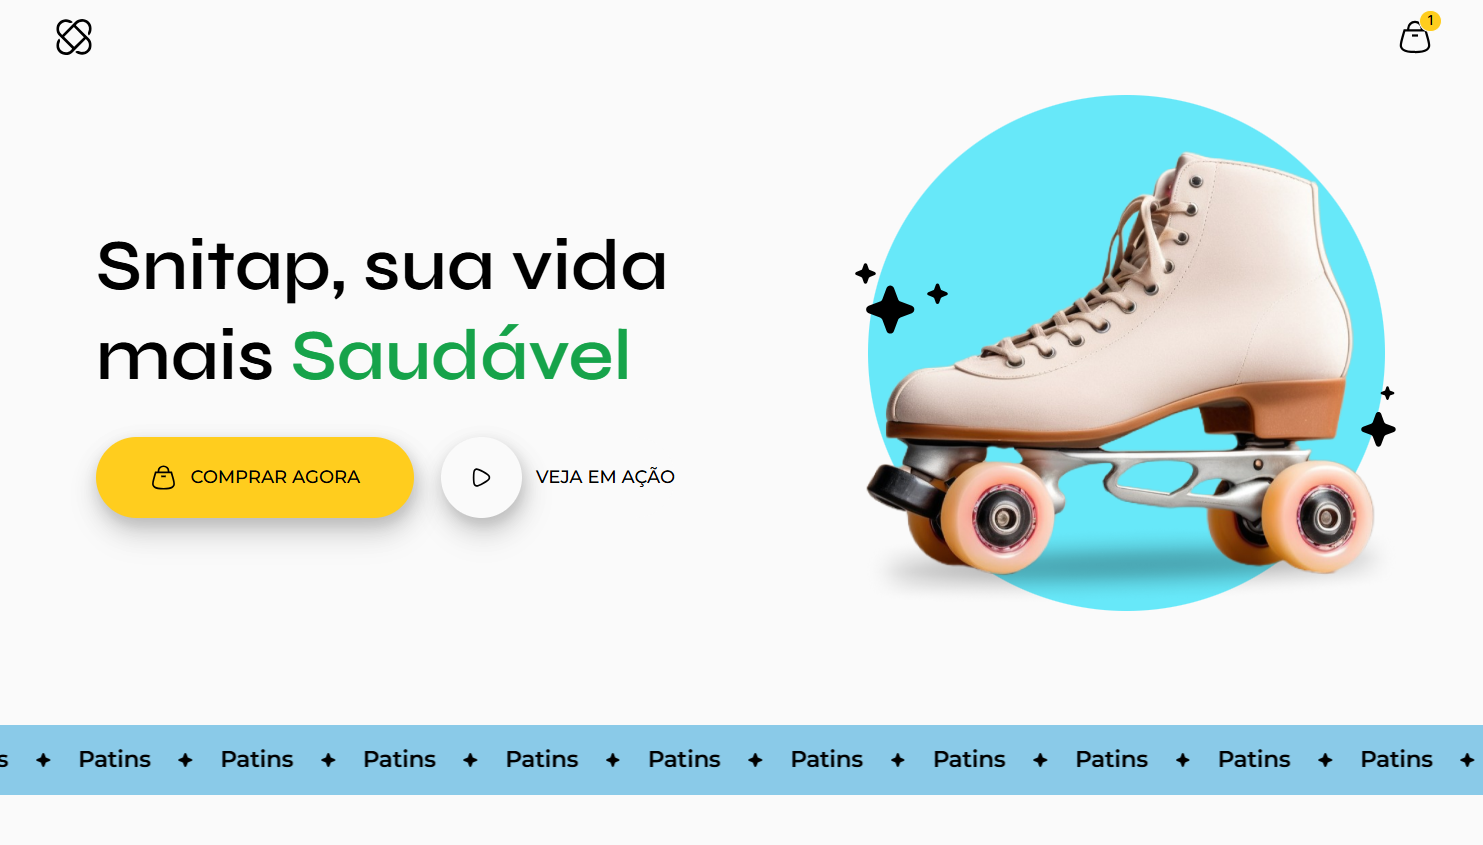 1
Snitap, sua vida
mais Saudável
COMPRAR AGORA
VEJA EM AÇÃO
s Patins Patins Patins Patins Patins Patins Patins Patins Patins Patins